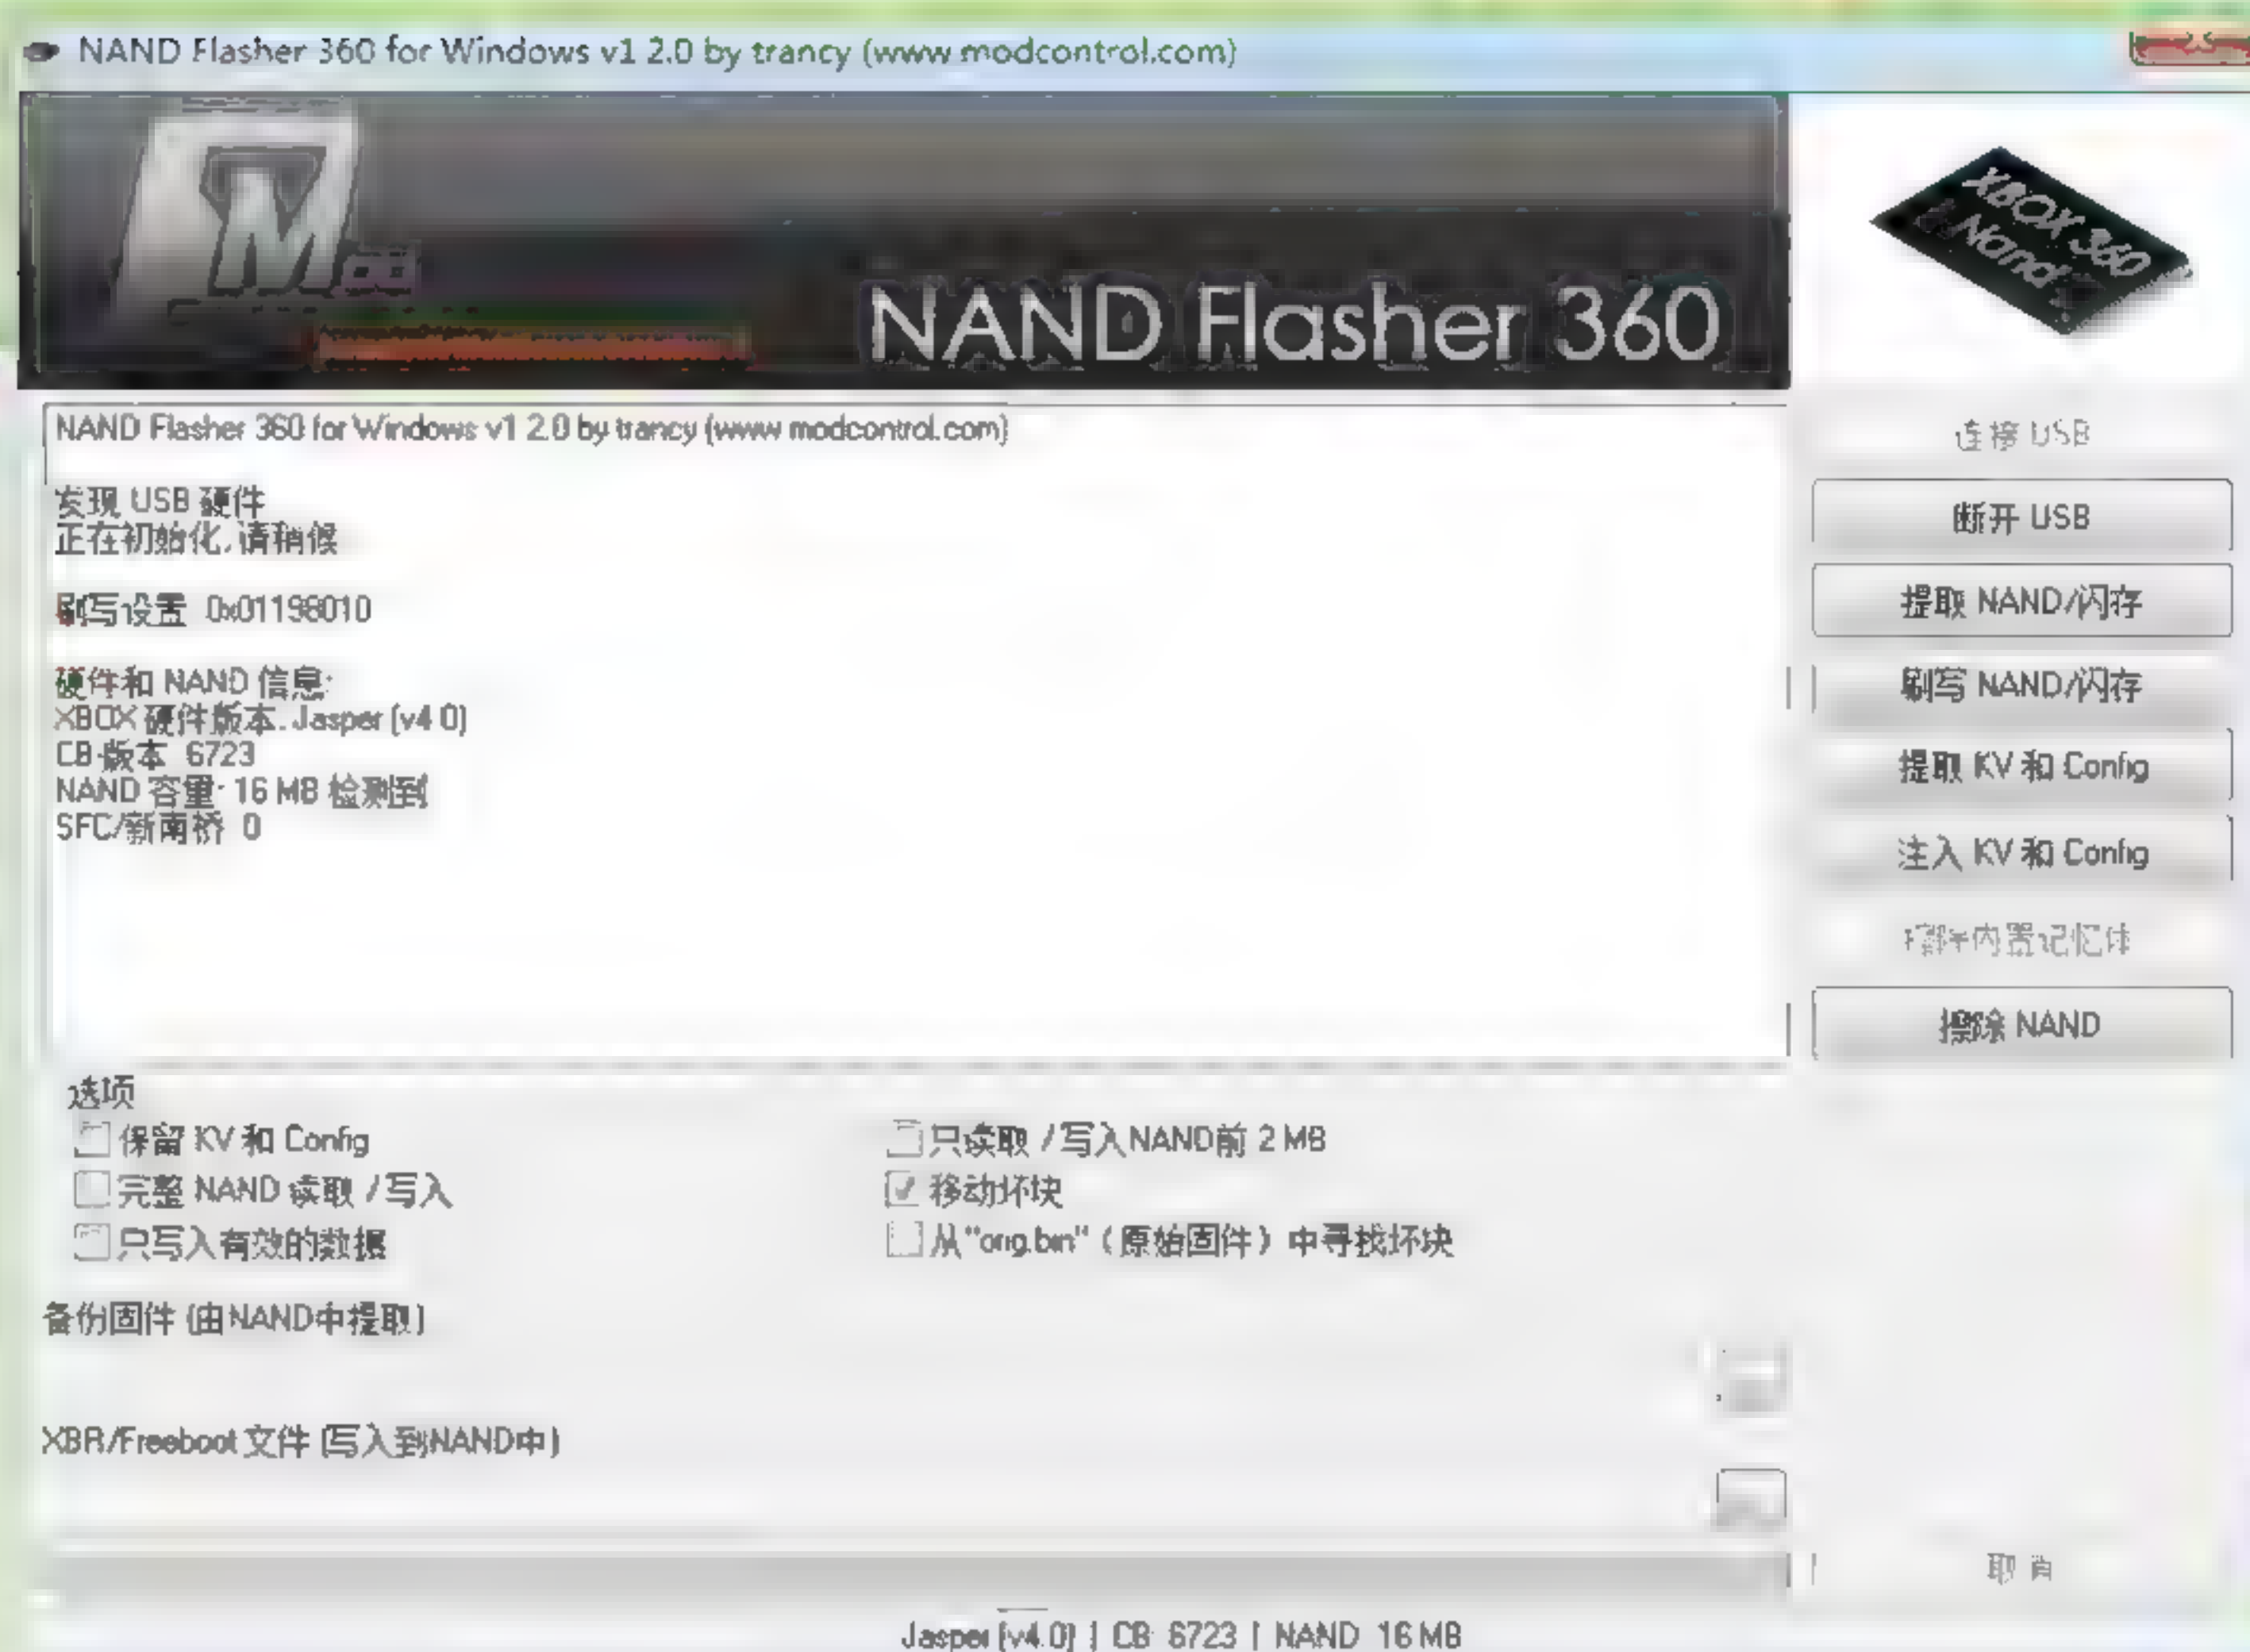 NAND Flasher 360 for Windows v1 2.0 by trancy (www modcontrol.com)
NAND Flasher 360
XBOX 360
Nand
NAND Flasher 360 for Windows v1 2.0 by trancy (www modcontrol.com)
发现 USB 硬件
正在初始化,请稍候
刷写设置 0x01198010
硬件和 NAND 信息:
XBOX 硬件版本: Jasper (v4 0)
CB 版本 6723
NAND 容量: 16 MB 检测到
SFC/新南桥 0
连接 USB
断开 USB
提取 NAND/闪存
刷写 NAND/闪存
提取 KV 和 Config
注入 KV 和 Config
擦除内置记忆体
擦除 NAND
选项
保留 KV 和 Config
只读取 /写入NAND前 2 MB
完整 NAND 读取 /写入
移动坏块
只写入有效的数据
从"orig.bin"(原始固件)中寻找坏块
备份固件 (由NAND中提取)
XBR/Freeboot 文件 (写入到NAND中)
取消
Jasper (v4.0) | CB: 6723 | NAND 16 MB